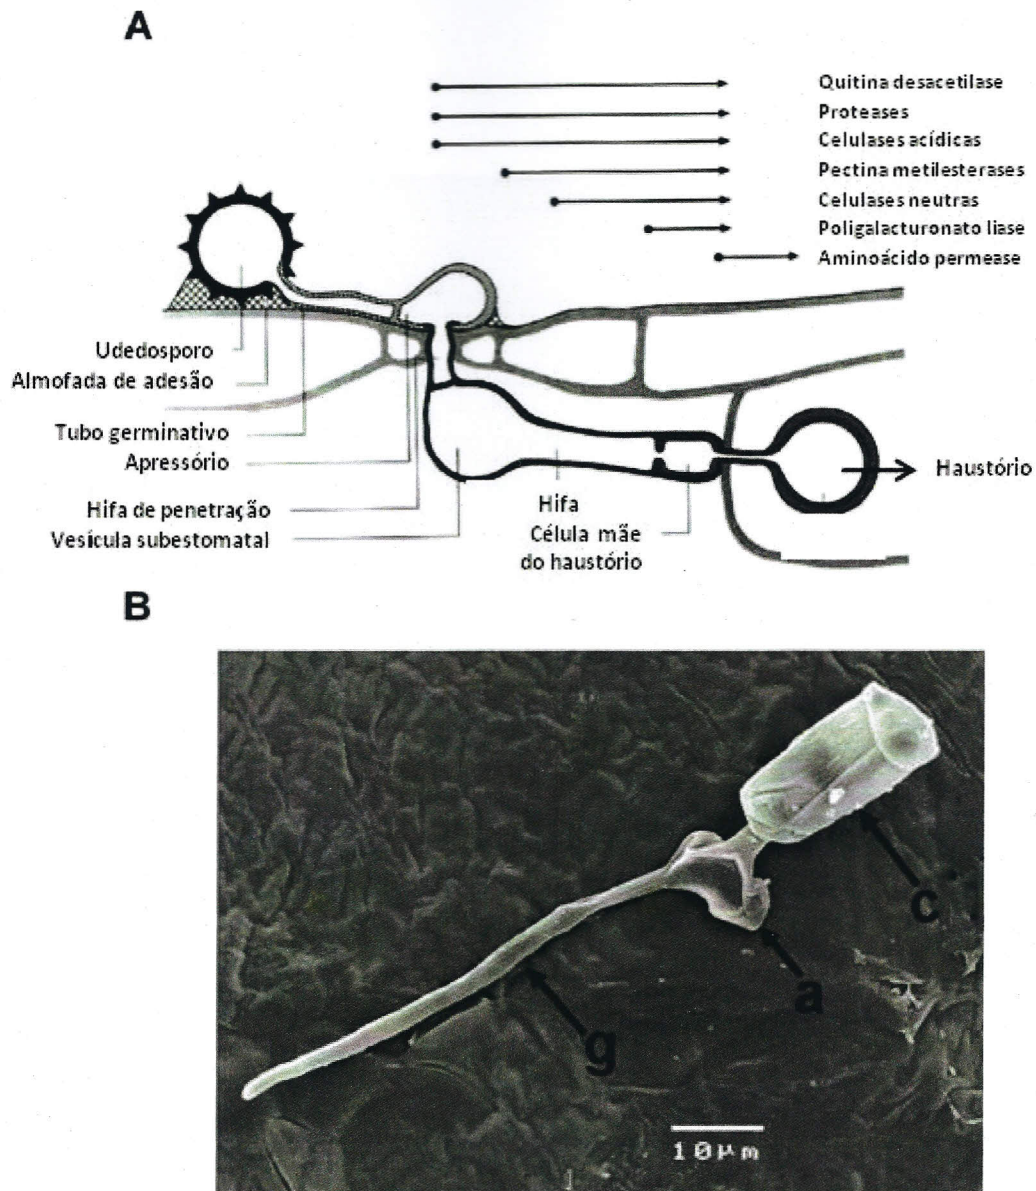 A
Quitina desacetilase
Proteases
Celulases acídicas
Pectina metilesterases
Celulases neutras
Poligalacturonato liase
Aminoácido permease
Udedosporo
Almofada de adesão
Tubo germinativo
Apressório
Hifa de penetração
Vesícula subestomatal
Hifa
Célula mãe
do haustório
Haustório
B
c
a
g
10µm